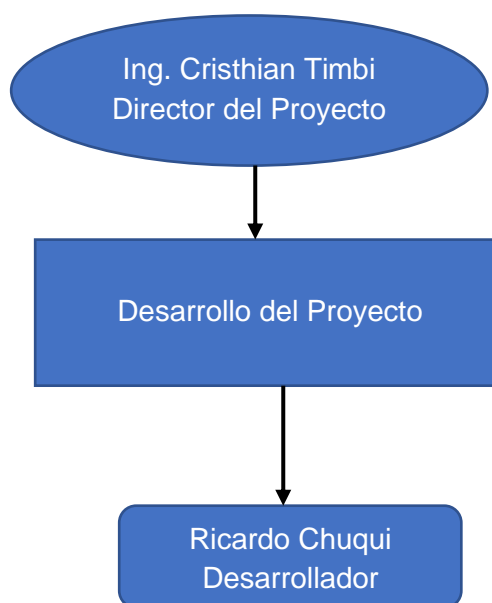 Ing. Cristhian Timbi
Director del Proyecto
Desarrollo del Proyecto
Ricardo Chuqui
Desarrollador